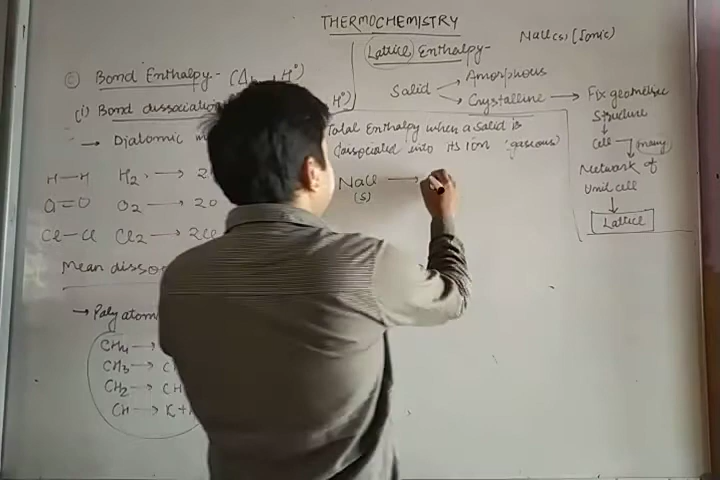 THERMOCHEMISTRY
NaCl(s) (Ionic)
Lattice Enthalpy-
Solid → Amorphous
→ Crystalline → Fix geometric
Structure
Cell → many
Network of
Unit cell
Lattice
Bond Enthalpy- (Δ H°)
(i) Bond dissociation H°)
→ Diatomic m
H—H H2 → 2
O=O O2 → 2O
Cl—Cl Cl2 → 2Cl
Mean disso
→ Polyatom
CH4 →
CH3 → C
CH2 → CH
CH →
Total Enthalpy when a Solid is
dassociated into its ion (gaseous)
NaCl →
(s)